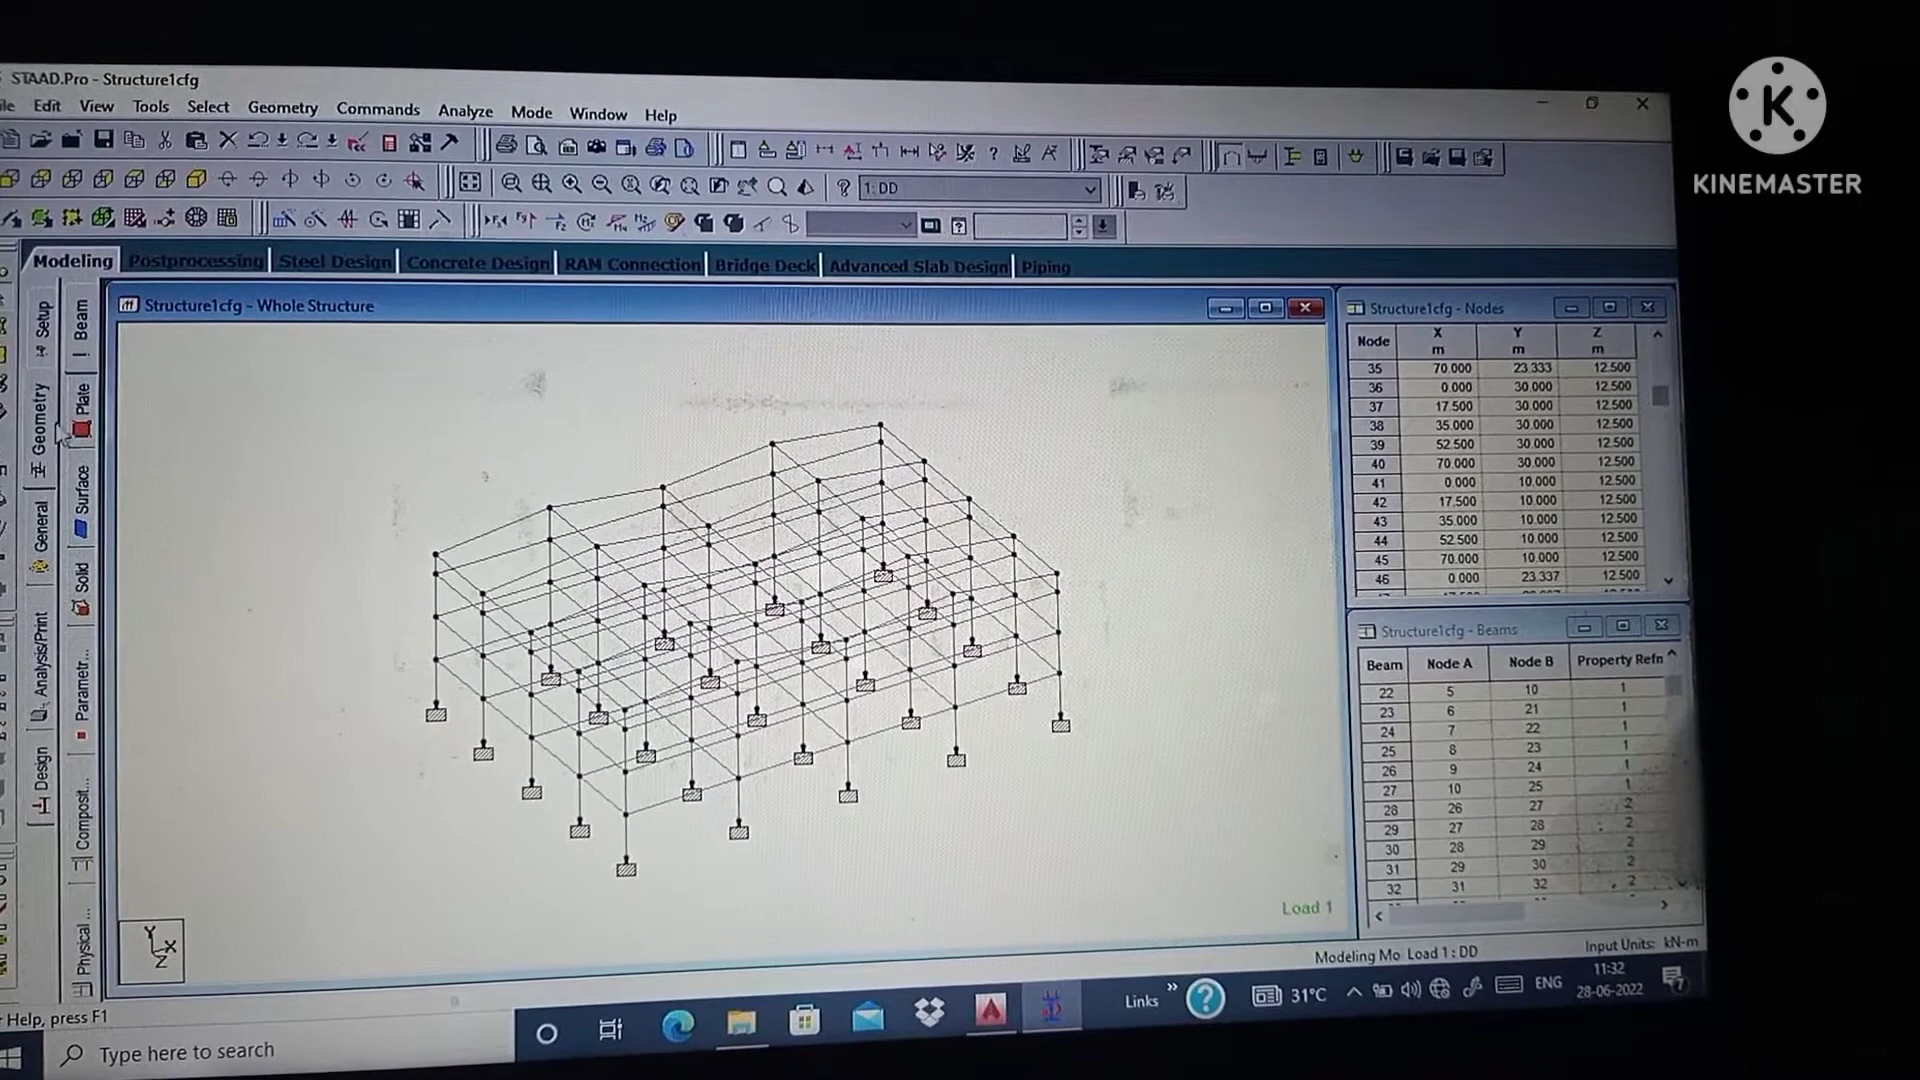 STAAD.Pro - Structure1cfg
Edit View Tools Select Geometry Commands Analyze Mode Window Help
KINEMASTER
1: DD
Modeling Postprocessing Steel Design Concrete Design RAM Connection Bridge Deck Advanced Slab Design Piping
Structure1cfg - Whole Structure
Setup
Geometry
General
Analysis/Print
Design
Beam
Plate
Surface
Solid
Parametr...
Composit...
Physical ...
Load 1
Y
X
Z
Structure1cfg - Nodes
Node X m Y m Z m
35 70.000 23.333 12.500
36 0.000 30.000 12.500
37 17.500 30.000 12.500
38 35.000 30.000 12.500
39 52.500 30.000 12.500
40 70.000 30.000 12.500
41 0.000 10.000 12.500
42 17.500 10.000 12.500
43 35.000 10.000 12.500
44 52.500 10.000 12.500
45 70.000 10.000 12.500
46 0.000 23.337 12.500
Structure1cfg - Beams
Beam Node A Node B Property Refn
22 5 10 1
23 6 21 1
24 7 22 1
25 8 23 1
26 9 24 1
27 10 25 1
28 26 27 2
29 27 28 2
30 28 29 2
31 29 30 2
32 31 32 2
Modeling Mo Load 1 : DD
Input Units: kN-m
Help, press F1
Type here to search
Links
31°C
ENG
11:32
28-06-2022